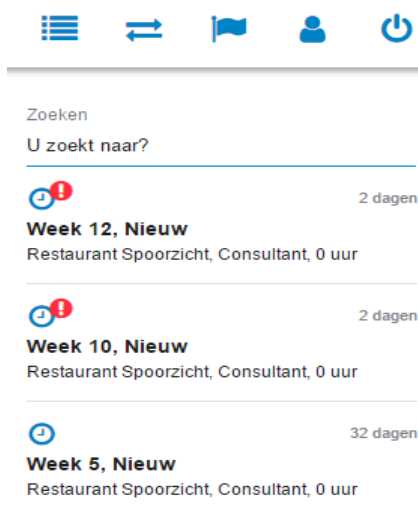 Zoeken
U zoekt naar?
2 dagen
Week 12, Nieuw
Restaurant Spoorzicht, Consultant, 0 uur
2 dagen
Week 10, Nieuw
Restaurant Spoorzicht, Consultant, 0 uur
32 dagen
Week 5, Nieuw
Restaurant Spoorzicht, Consultant, 0 uur